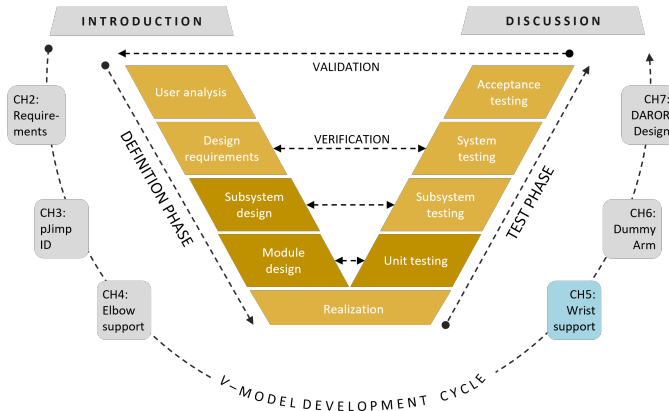 INTRODUCTION
DISCUSSION
VALIDATION
User analysis
Acceptance
testing
CH2:
Require-
ments
CH7:
DAROR
Design
DEFINITION PHASE
Design
requirements
VERIFICATION
System
testing
Subsystem
design
Subsystem
testing
TEST PHASE
CH3:
pJimp
ID
CH6:
Dummy
Arm
Module
design
Unit testing
CH4:
Elbow
support
Realization
CH5:
Wrist
support
V–MODEL DEVELOPMENT CYCLE